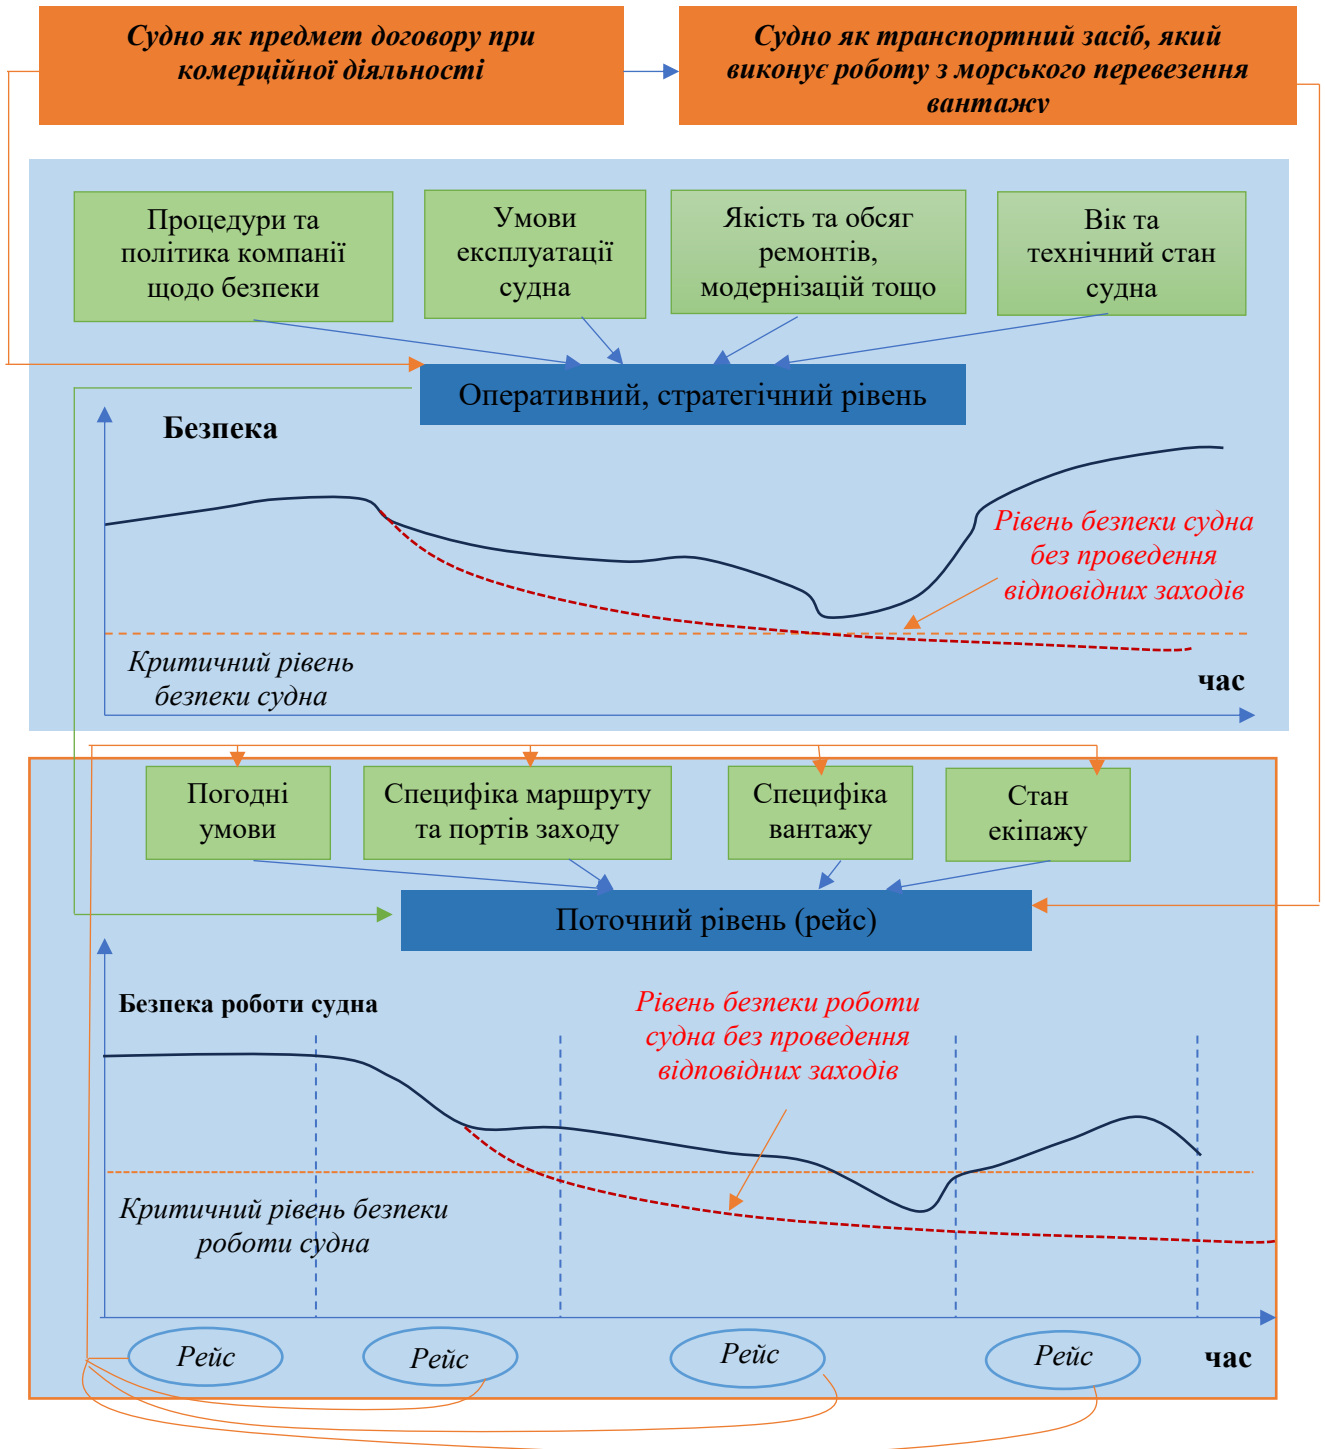 Судно як предмет договору при
комерційної діяльності
Судно як транспортний засіб, який
виконує роботу з морського перевезення
вантажу
Процедури та
політика компанії
щодо безпеки
Умови
експлуатації
судна
Якість та обсяг
ремонтів,
модернізацій тощо
Вік та
технічний стан
судна
Оперативний, стратегічний рівень
Безпека
Рівень безпеки судна
без проведення
відповідних заходів
Критичний рівень
безпеки судна
час
Погодні
умови
Специфіка маршруту
та портів заходу
Специфіка
вантажу
Стан
екіпажу
Поточний рівень (рейс)
Безпека роботи судна
Рівень безпеки роботи
судна без проведення
відповідних заходів
Критичний рівень безпеки
роботи судна
Рейс
Рейс
Рейс
Рейс
час